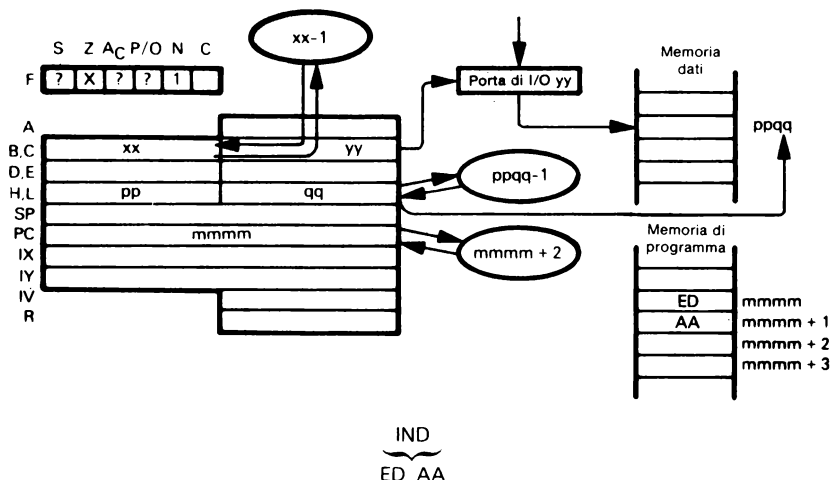 xx-1
S Z AC P/O N C
F ? X ? ? 1
Porta di I/O yy
Memoria
dati
ppqq
A
B,C xx yy
D,E
H,L pp qq
ppqq-1
SP
PC mmmm
mmmm + 2
IX
IY
IV
R
Memoria di
programma
ED mmmm
AA mmmm + 1
mmmm + 2
mmmm + 3
IND
ED AA